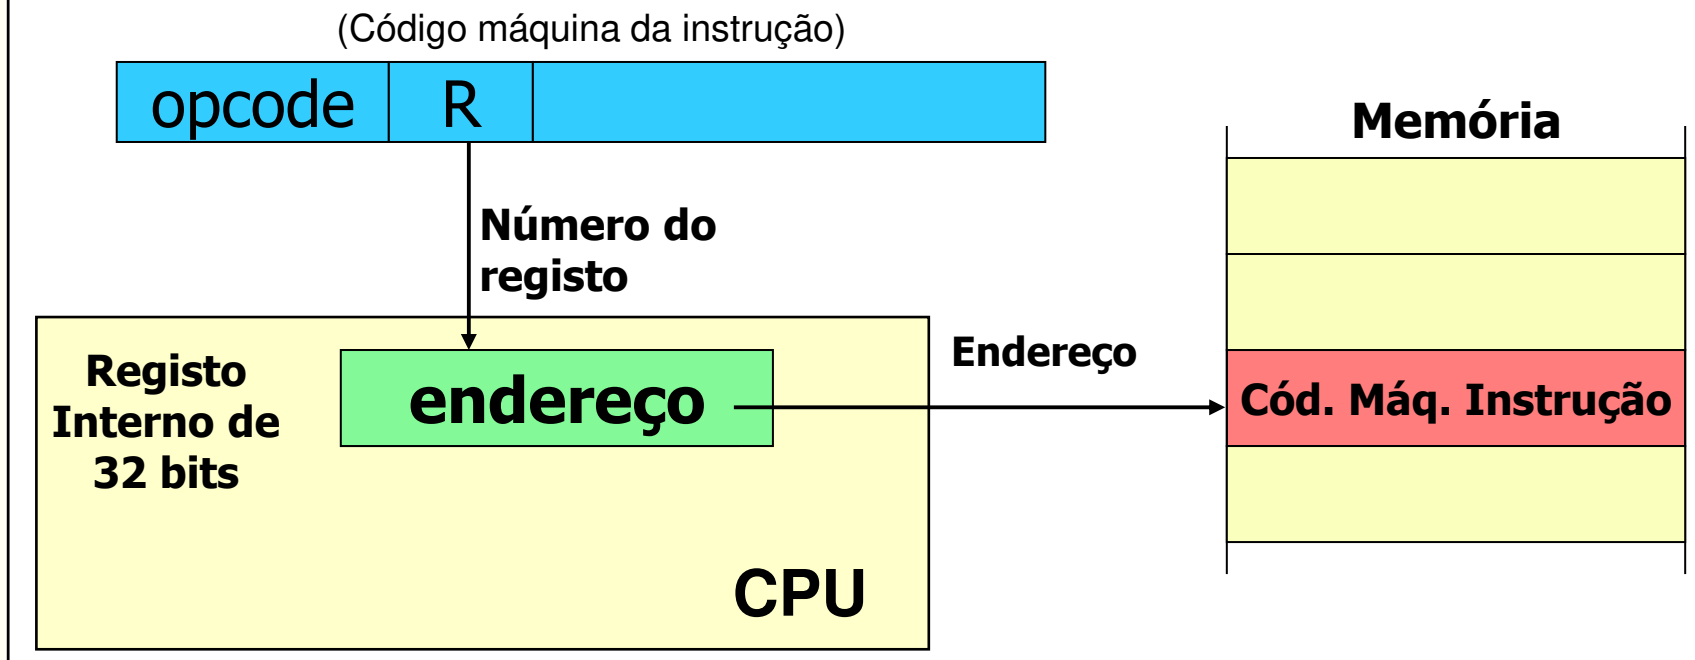 (Código máquina da instrução)
opcode
R
Memória
Número do
registo
Registo
Interno de
32 bits
endereço
Endereço
Cód. Máq. Instrução
CPU